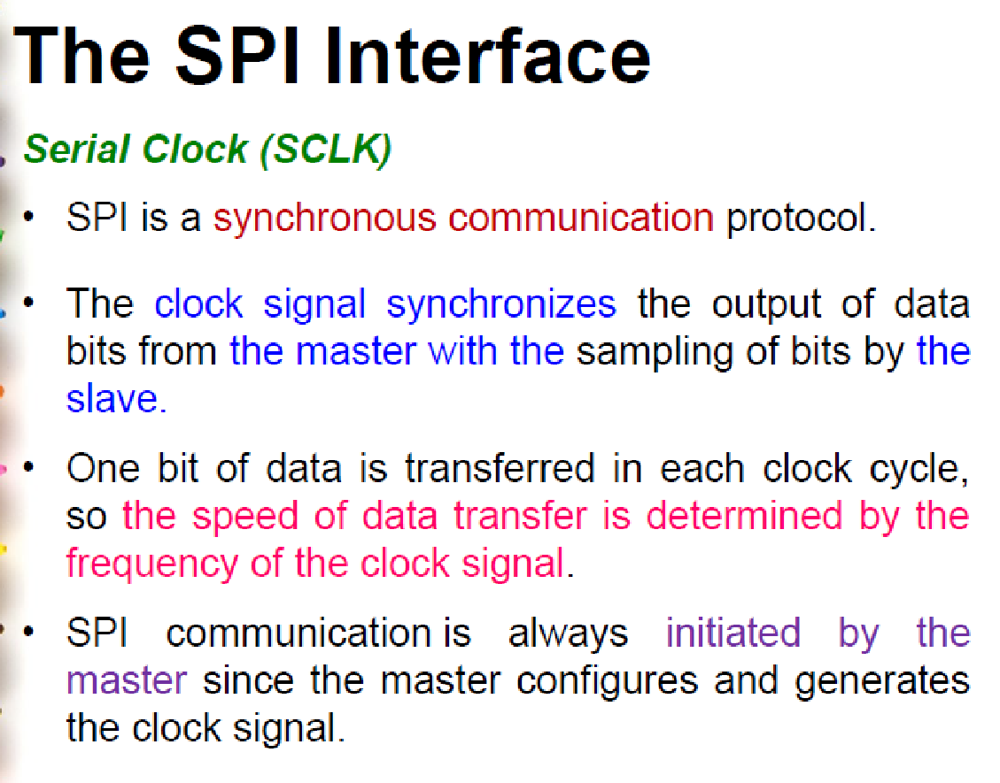 The SPI Interface
Serial Clock (SCLK)
• SPI is a synchronous communication protocol.
• The clock signal synchronizes the output of data
bits from the master with the sampling of bits by the
slave.
• One bit of data is transferred in each clock cycle,
so the speed of data transfer is determined by the
frequency of the clock signal.
• SPI communication is always initiated by the
master since the master configures and generates
the clock signal.